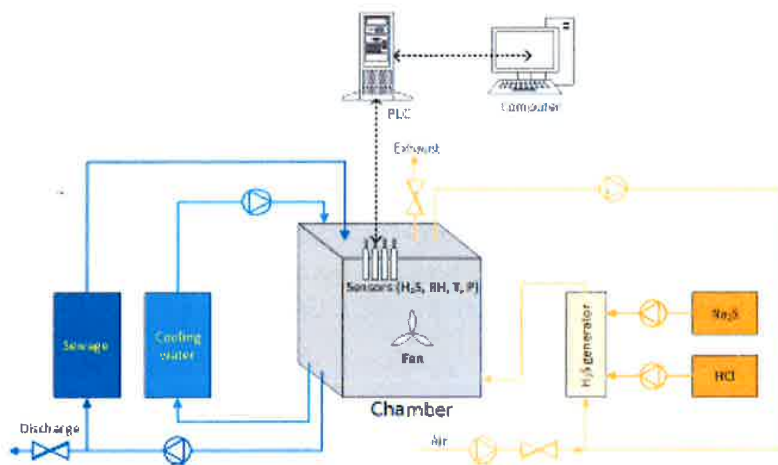 PLC
Computer
Exhaust
Sensors (H₂S, RH, T, P)
Fan
Chamber
Sewage
Cooling
water
Discharge
Air
H₂S generator
Na₂S
HCl